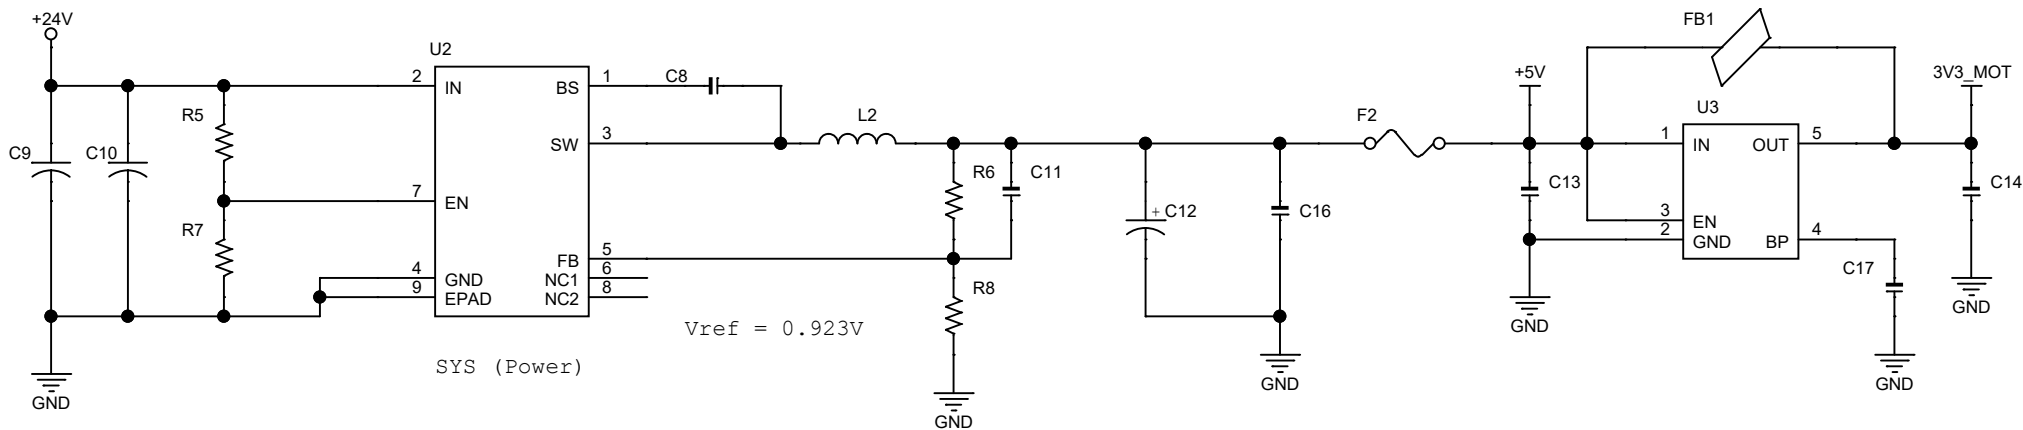 +24V
U2
FB1
+5V
3V3_MOT
2
IN
BS
1
C8
R5
L2
F2
U3
C9
C10
SW
3
1
IN
OUT
5
R6
C11
C13
C14
7
EN
+
C12
C16
3
EN
R7
2
GND
BP
4
FB
5
4
GND
NC1
6
C17
9
EPAD
NC2
8
R8
GND
GND
Vref = 0.923V
SYS (Power)
GND
GND
GND
GND